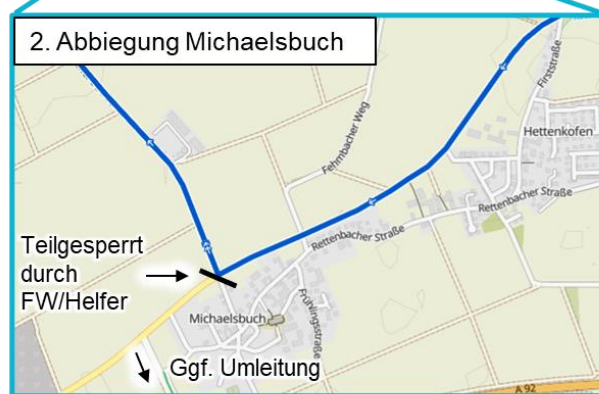 2. Abbiegung Michaelsbuch
Fehmbacher Weg
Firststraße
Hettenkofen
Rettenbacher Straße
Rettenbacher Straße
Teilgesperrt
durch
FW/Helfer
Michaelsbuch
Frühlingsstraße
Ggf. Umleitung
A 92